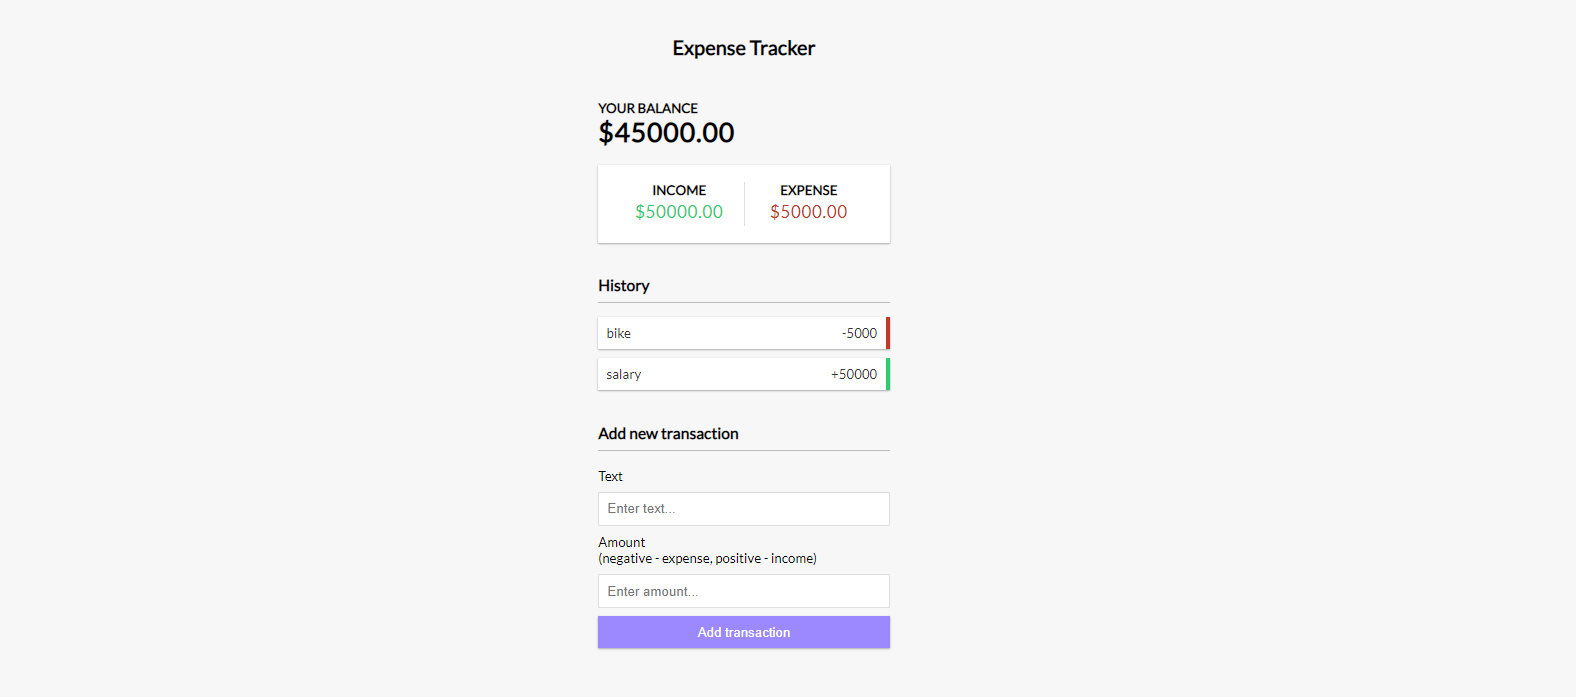 Expense Tracker
YOUR BALANCE
$45000.00
INCOME EXPENSE
$50000.00 $5000.00
History
bike -5000
salary +50000
Add new transaction
Text
Enter text...
Amount
(negative - expense, positive - income)
Enter amount...
Add transaction